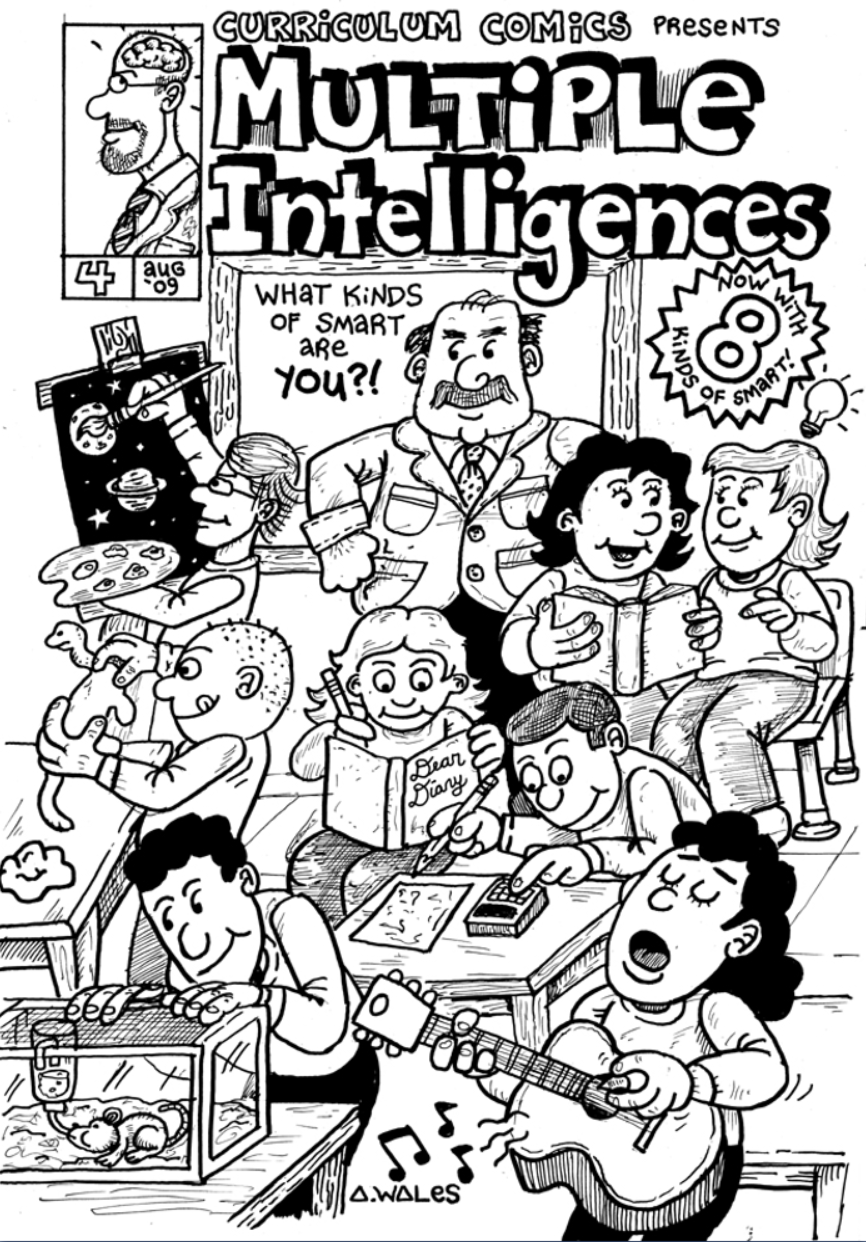 CURRiCULUM COMiCS PRESENTS
MULTiPLe
Intelligences
4
aUG
'09
WHAT KiNDS
OF SMaRT
aRe
YOU?!
NOW WiTH
8
KiNDS OF SMaRT!
Dear
Diary
?
A.WALes